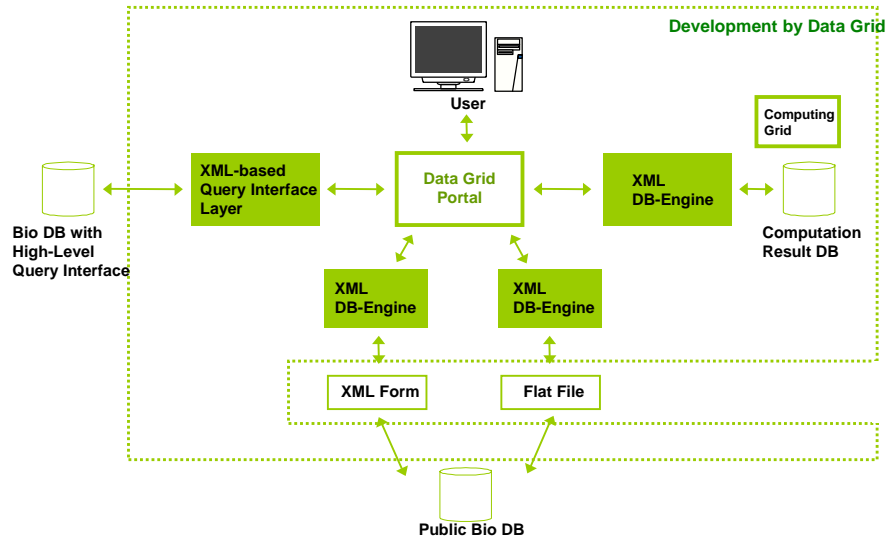 Development by Data Grid
User
Computing
Grid
XML-based
Query Interface
Layer
Data Grid
Portal
XML
DB-Engine
Bio DB with
High-Level
Query Interface
Computation
Result DB
XML
DB-Engine
XML
DB-Engine
XML Form
Flat File
Public Bio DB